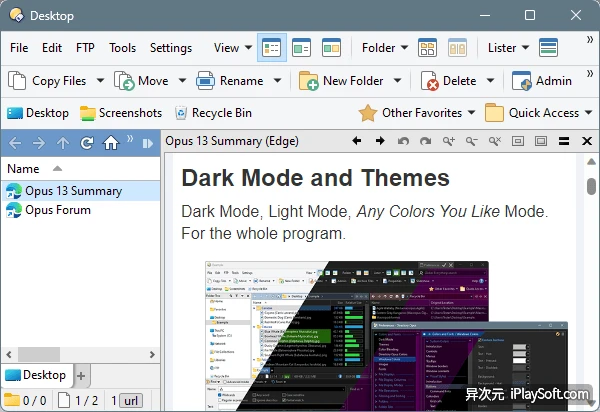 Desktop
File Edit FTP Tools Settings View Folder Lister »
Copy Files Move Rename New Folder Delete Admin »
Desktop Screenshots Recycle Bin Other Favorites Quick Access
» Opus 13 Summary (Edge)
Name
Opus 13 Summary
Opus Forum
Dark Mode and Themes
Dark Mode, Light Mode, Any Colors You Like Mode.
For the whole program.
Desktop +
0 / 0 1 / 2 1 url
异次元 iPlaySoft.com